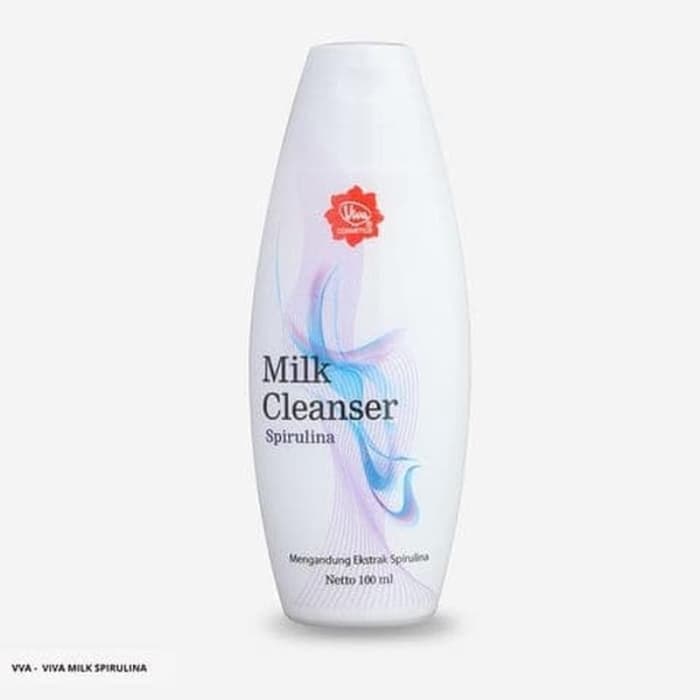 Viva
COSMETICS
Milk
Cleanser
Spirulina
Mengandung Ekstrak Spirulina
Netto 100 ml
VVA - VIVA MILK SPIRULINA